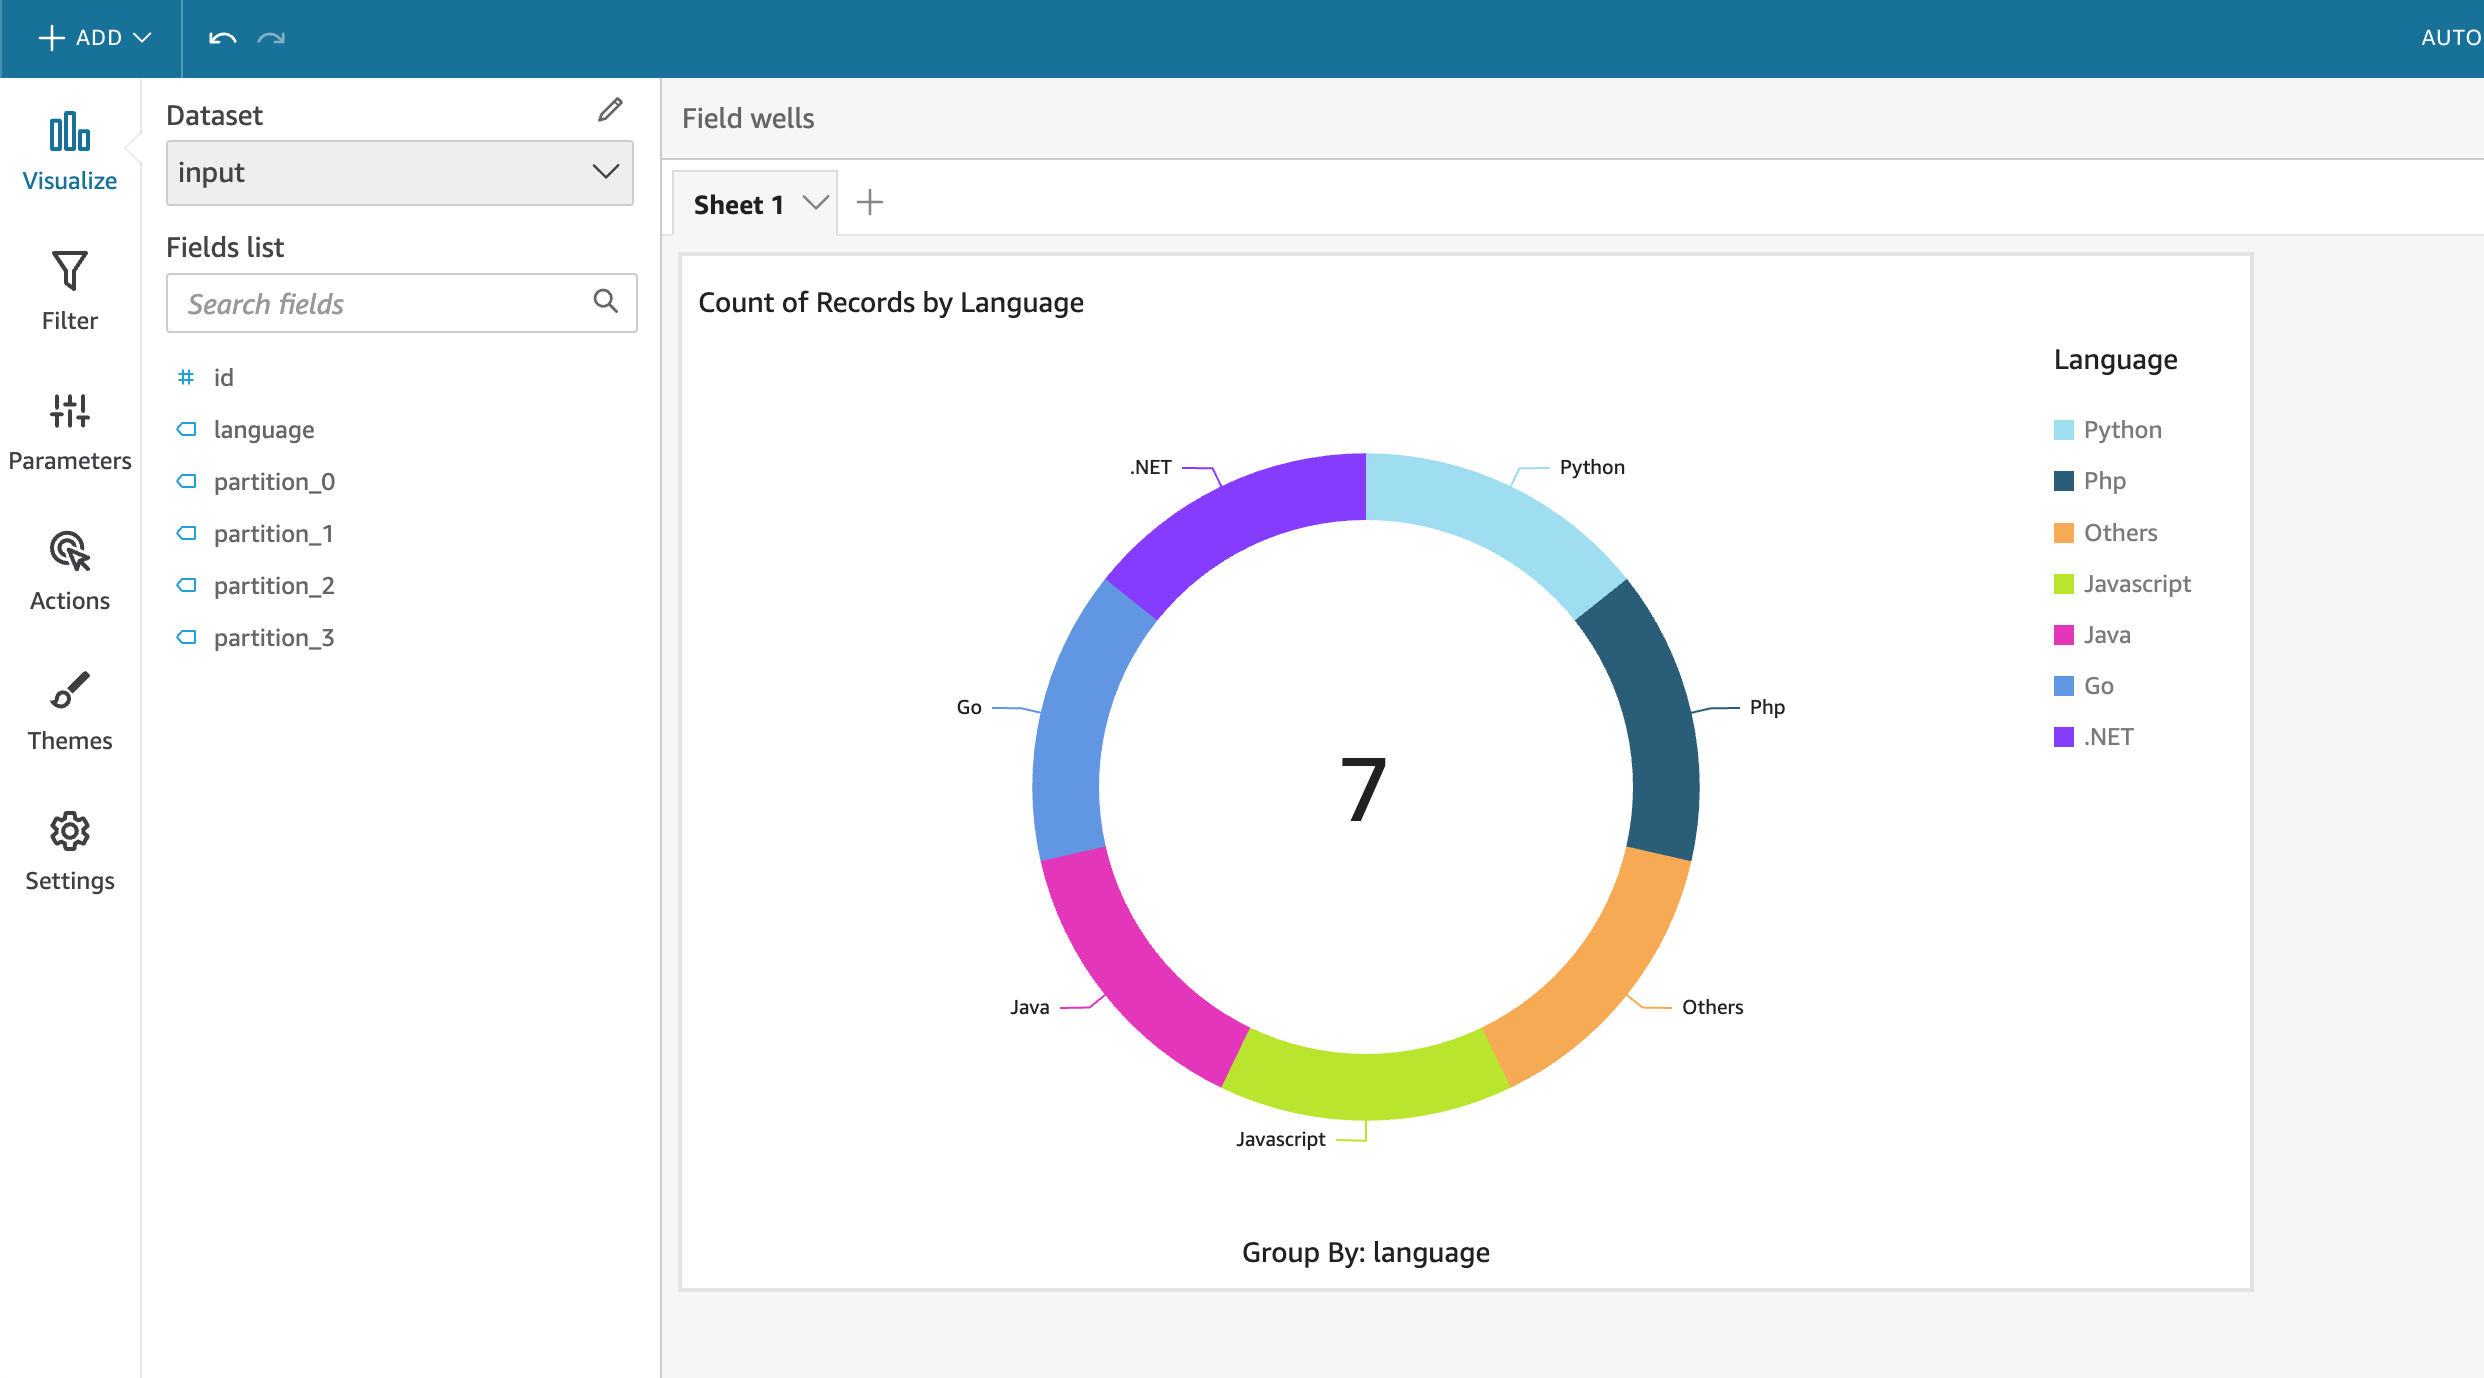 ADD
AUTO
Visualize
Filter
Parameters
Actions
Themes
Settings
Dataset
input
Fields list
Search fields
# id
language
partition_0
partition_1
partition_2
partition_3
Field wells
Sheet 1
Count of Records by Language
.NET
Python
Go
Php
7
Java
Others
Javascript
Group By: language
Language
Python
Php
Others
Javascript
Java
Go
.NET